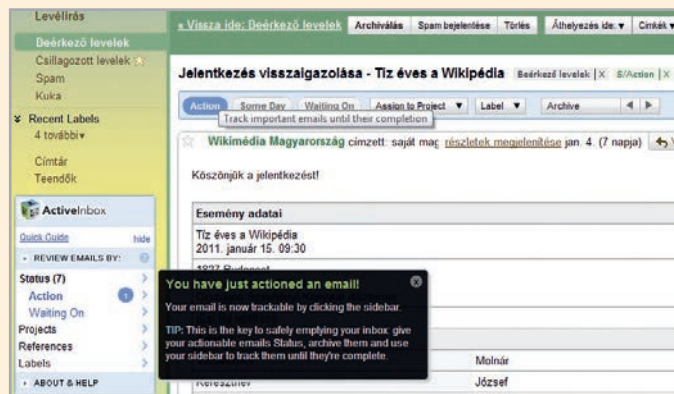 Levélírás
Beérkező levelek
Csillagozott levelek
Spam
Kuka
Recent Labels
4 további▾
Címtár
Teendők
ActiveInbox
Quick Guide hide
REVIEW EMAILS BY:
Status (7)
Action 1
Waiting On
Projects
References
Labels
ABOUT & HELP
« Vissza ide: Beérkező levelek Archiválás Spam bejelentése Törlés Áthelyezés ide:▾ Címkék▾
Jelentkezés visszaigazolása - Tíz éves a Wikipédia Beérkező levelek | X S/Action | X
Action Some Day Waiting On Assign to Project ▼ Label ▼ Archive ◀ ▶
Track important emails until their completion
Wikimédia Magyarország címzett: saját részletek megjelenítése jan. 4. (7 napja)
Köszönjük a jelentkezést!
Esemény adatai
Tíz éves a Wikipédia
2011. január 15. 09:30
1827 Budapest
You have just actioned an email!
Your email is now trackable by clicking the sidebar.
TIP: This is the key to safely emptying your inbox: give
your actionable emails Status, archive them and use
your sidebar to track them until they're complete.
Molnár
Keresztnév József